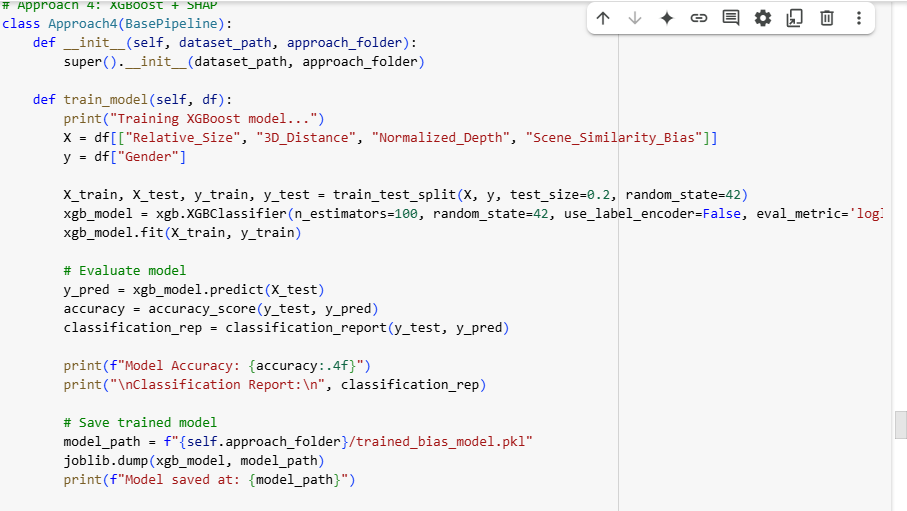 # Approach 4: XGBoost + SHAP
class Approach4(BasePipeline):
    def __init__(self, dataset_path, approach_folder):
        super().__init__(dataset_path, approach_folder)

    def train_model(self, df):
        print("Training XGBoost model...")
        X = df[["Relative_Size", "3D_Distance", "Normalized_Depth", "Scene_Similarity_Bias"]]
        y = df["Gender"]

        X_train, X_test, y_train, y_test = train_test_split(X, y, test_size=0.2, random_state=42)
        xgb_model = xgb.XGBClassifier(n_estimators=100, random_state=42, use_label_encoder=False, eval_metric='logl
        xgb_model.fit(X_train, y_train)

        # Evaluate model
        y_pred = xgb_model.predict(X_test)
        accuracy = accuracy_score(y_test, y_pred)
        classification_rep = classification_report(y_test, y_pred)

        print(f"Model Accuracy: {accuracy:.4f}")
        print("\nClassification Report:\n", classification_rep)

        # Save trained model
        model_path = f"{self.approach_folder}/trained_bias_model.pkl"
        joblib.dump(xgb_model, model_path)
        print(f"Model saved at: {model_path}")